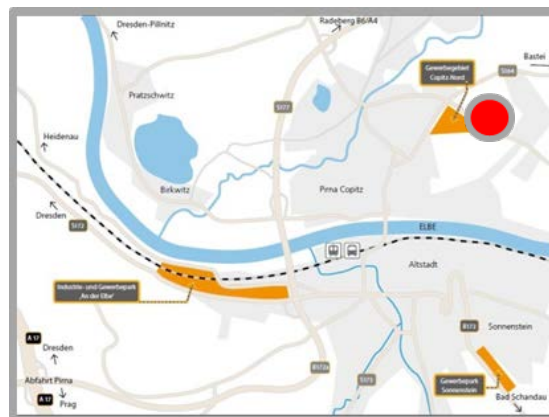 Dresden-Pillnitz
Radeberg B6/A4
Bastei
S164
Gewerbegebiet
Copitz Nord
Pratzschwitz
S177
Heidenau
Birkwitz
Pirna Copitz
Dresden
S172
ELBE
Altstadt
Industrie- und Gewerbepark
„An der Elbe“
B172
Sonnenstein
A 17
Dresden
B172a
S173
Gewerbepark
Sonnenstein
Abfahrt Pirna
Bad Schandau
Prag